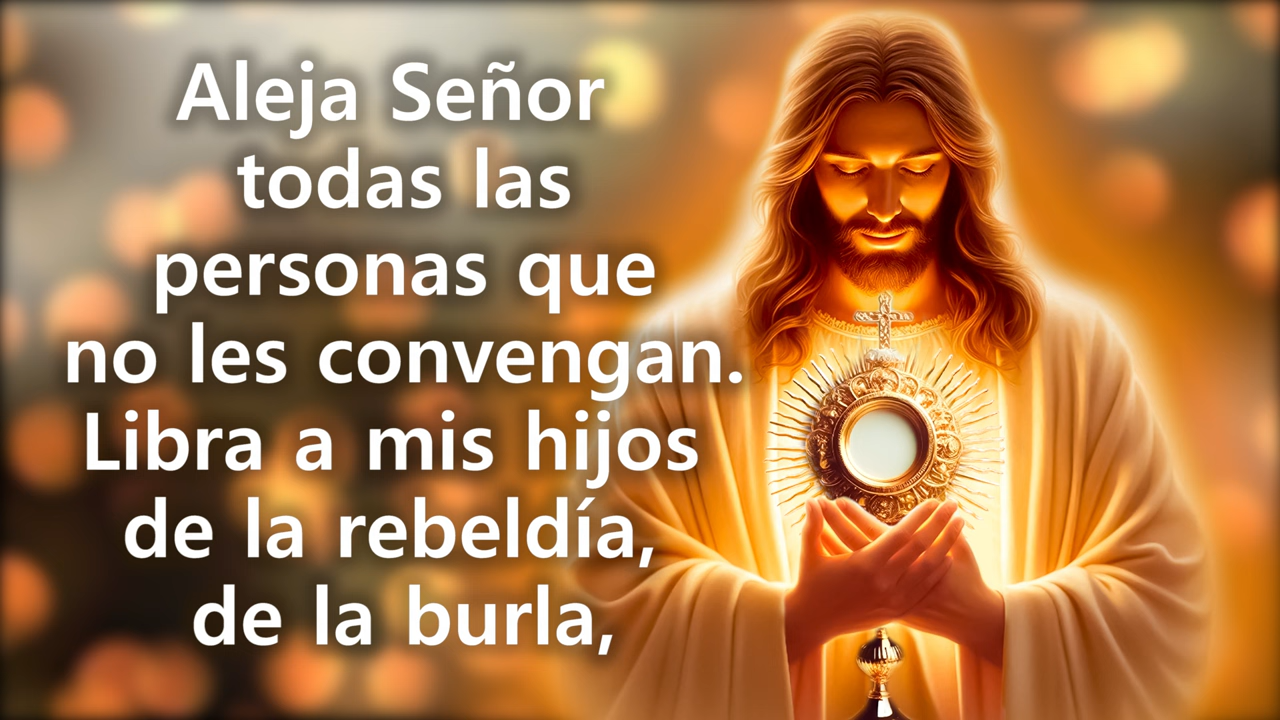 Aleja Señor
todas las
personas que
no les convengan.
Libra a mis hijos
de la rebeldía,
de la burla,